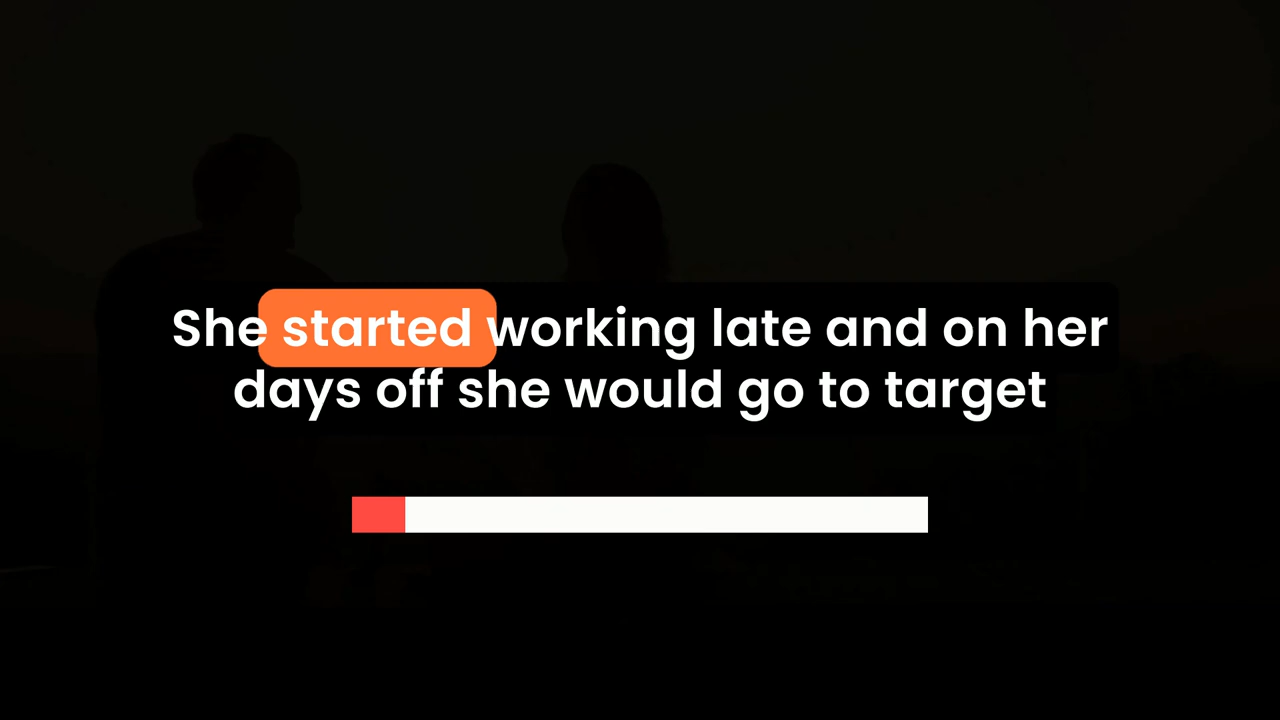 She started working late and on her
days off she would go to target